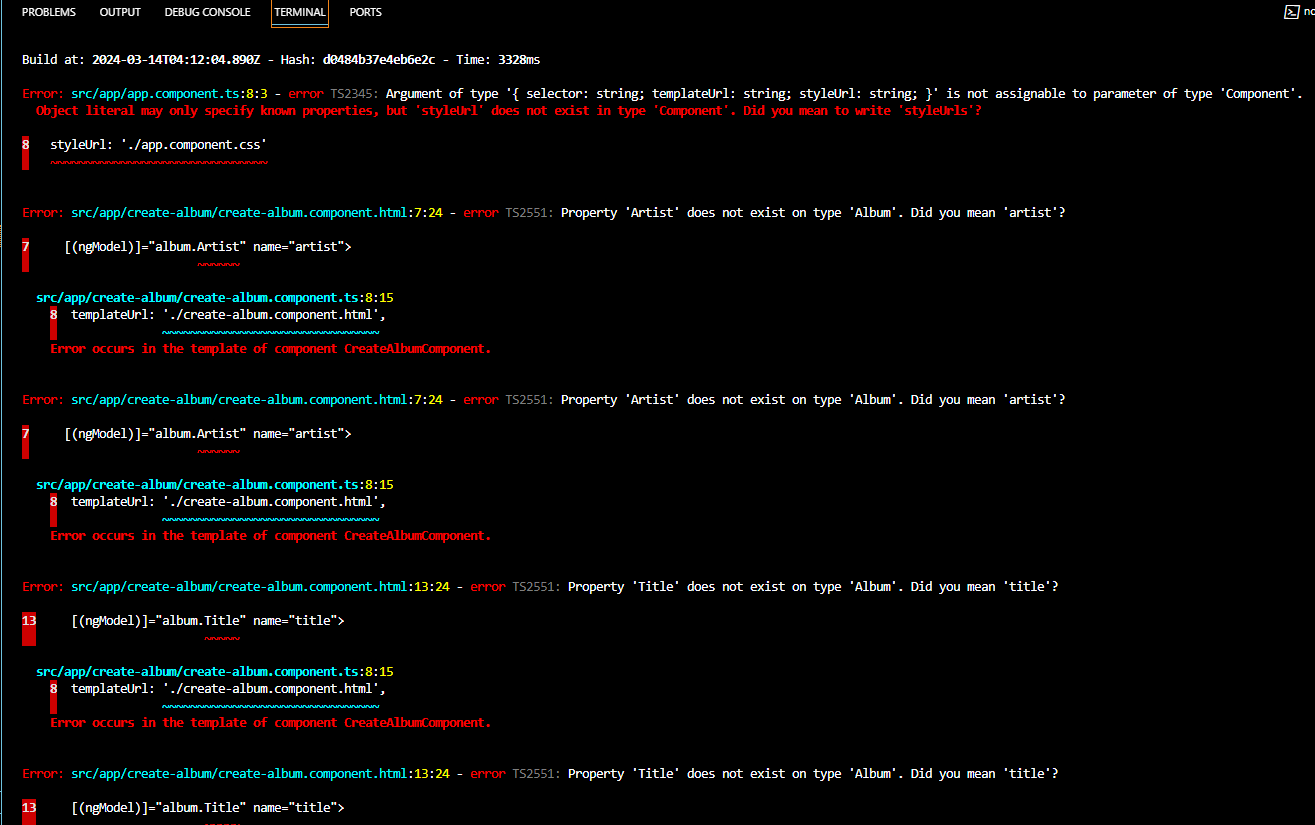 PROBLEMS OUTPUT DEBUG CONSOLE TERMINAL PORTS
Build at: 2024-03-14T04:12:04.890Z - Hash: d0484b37e4eb6e2c - Time: 3328ms
Error: src/app/app.component.ts:8:3 - error TS2345: Argument of type '{ selector: string; templateUrl: string; styleUrl: string; }' is not assignable to parameter of type 'Component'.
Object literal may only specify known properties, but 'styleUrl' does not exist in type 'Component'. Did you mean to write 'styleUrls'?
8 styleUrl: './app.component.css'
Error: src/app/create-album/create-album.component.html:7:24 - error TS2551: Property 'Artist' does not exist on type 'Album'. Did you mean 'artist'?
7 [(ngModel)]="album.Artist" name="artist">
src/app/create-album/create-album.component.ts:8:15
8 templateUrl: './create-album.component.html',
Error occurs in the template of component CreateAlbumComponent.
Error: src/app/create-album/create-album.component.html:7:24 - error TS2551: Property 'Artist' does not exist on type 'Album'. Did you mean 'artist'?
7 [(ngModel)]="album.Artist" name="artist">
src/app/create-album/create-album.component.ts:8:15
8 templateUrl: './create-album.component.html',
Error occurs in the template of component CreateAlbumComponent.
Error: src/app/create-album/create-album.component.html:13:24 - error TS2551: Property 'Title' does not exist on type 'Album'. Did you mean 'title'?
13 [(ngModel)]="album.Title" name="title">
src/app/create-album/create-album.component.ts:8:15
8 templateUrl: './create-album.component.html',
Error occurs in the template of component CreateAlbumComponent.
Error: src/app/create-album/create-album.component.html:13:24 - error TS2551: Property 'Title' does not exist on type 'Album'. Did you mean 'title'?
13 [(ngModel)]="album.Title" name="title">